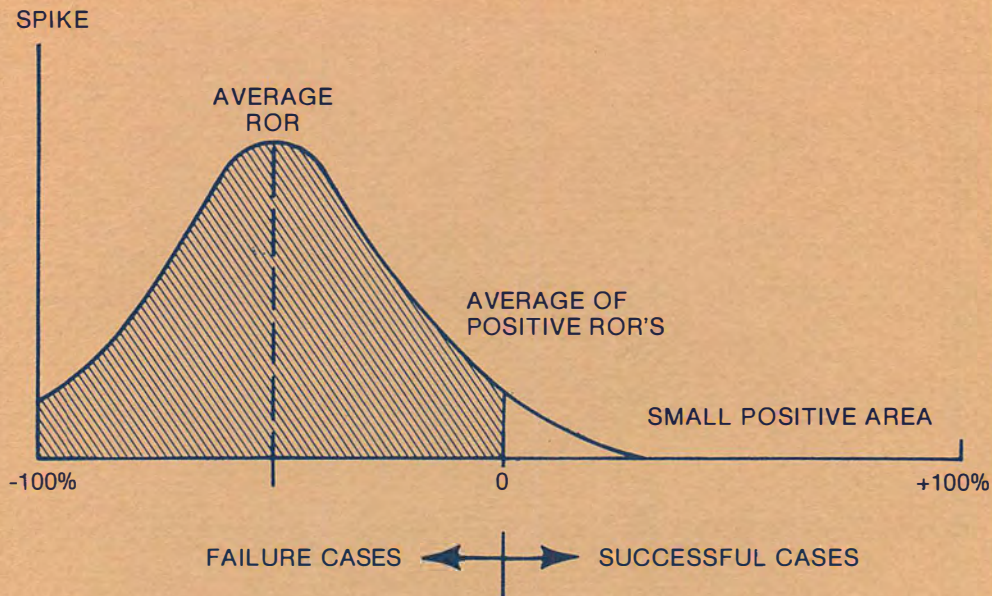 SPIKE
AVERAGE
ROR
AVERAGE OF
POSITIVE ROR'S
SMALL POSITIVE AREA
-100%
0
+100%
FAILURE CASES
SUCCESSFUL CASES